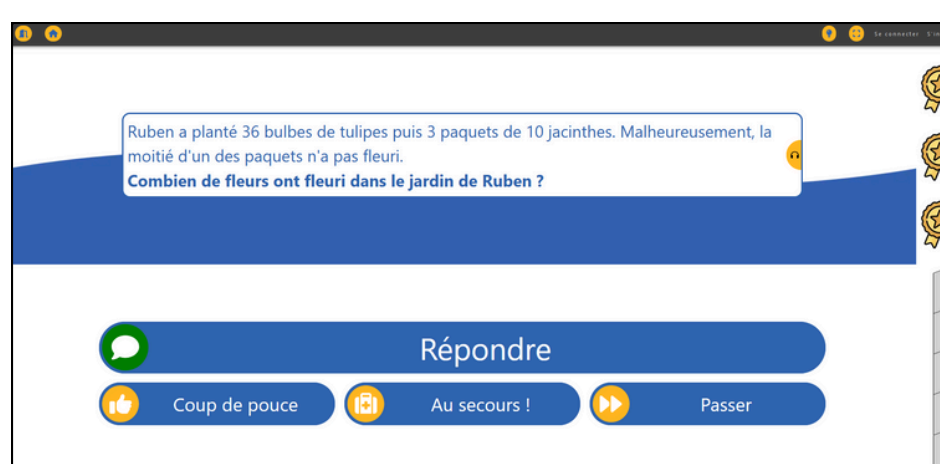 Se connecter
Ruben a planté 36 bulbes de tulipes puis 3 paquets de 10 jacinthes. Malheureusement, la
moitié d'un des paquets n'a pas fleuri.
Combien de fleurs ont fleuri dans le jardin de Ruben ?
Répondre
Coup de pouce
Au secours !
Passer